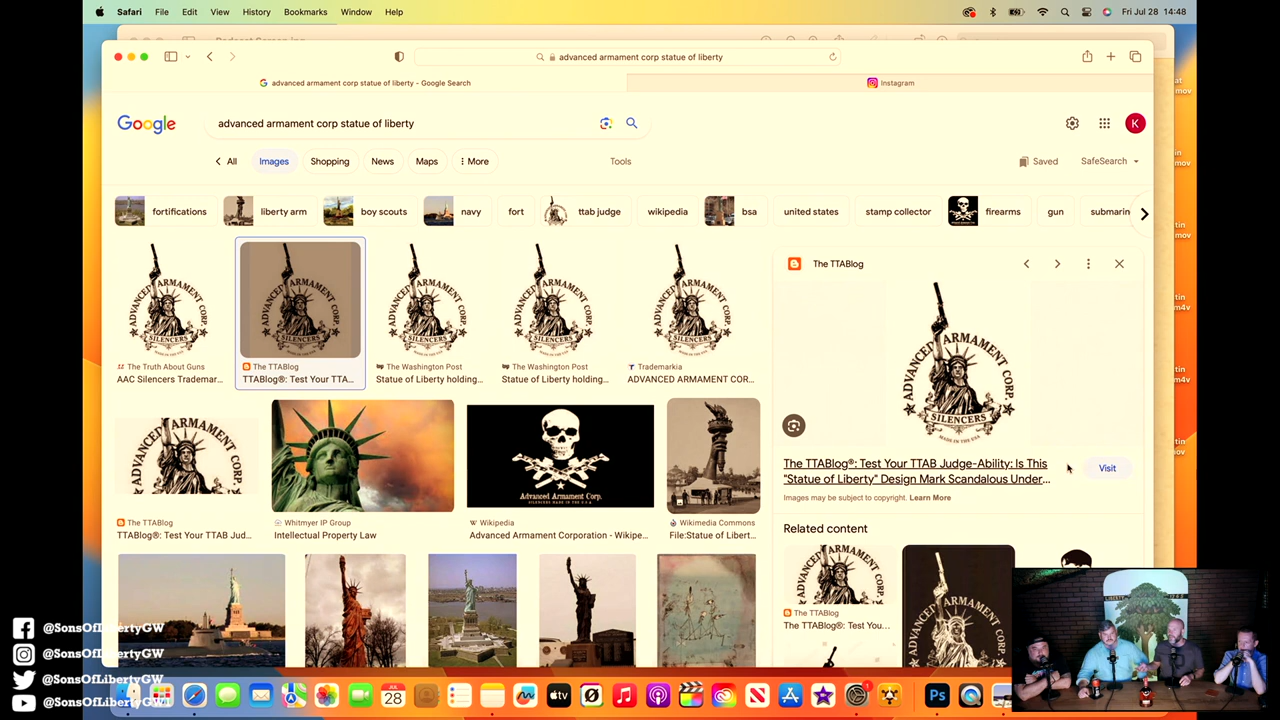 Safari File Edit View History Bookmarks Window Help Fri Jul 28 14:48
advanced armament corp statue of liberty
advanced armament corp statue of liberty - Google Search
Instagram
Google
advanced armament corp statue of liberty
K
All Images Shopping News Maps More Tools Saved SafeSearch
fortifications liberty arm boy scouts navy fort ttab judge wikipedia bsa united states stamp collector firearms gun submarin
The TTABlog
ADVANCED ARMAMENT CORP.
SILENCERS
MADE IN THE USA
The Truth About Guns
AAC Silencers Trademar...
The TTABlog
TTABlog®: Test Your TTA...
The Washington Post
Statue of Liberty holding...
The Washington Post
Statue of Liberty holding...
Trademarkia
ADVANCED ARMAMENT COR...
The TTABlog®: Test Your TTAB Judge-Ability: Is This
"Statue of Liberty" Design Mark Scandalous Under...
Visit
Images may be subject to copyright. Learn More
Advanced Armament Corp.
SILENCERS MADE IN THE U.S.A
The TTABlog
TTABlog®: Test Your TTAB Jud...
Whitmyer IP Group
Intellectual Property Law
Wikipedia
Advanced Armament Corporation - Wikipe...
Wikimedia Commons
File:Statue of Libert...
Related content
The TTABlog
TTABlog®: Test You...
@SonsOfLibertyGW
@SonsOfLibertyGW
@SonsOfLibertyGW
@SonsOfLibertyGW1
JUL
28
tv
Ps
LIBERTY